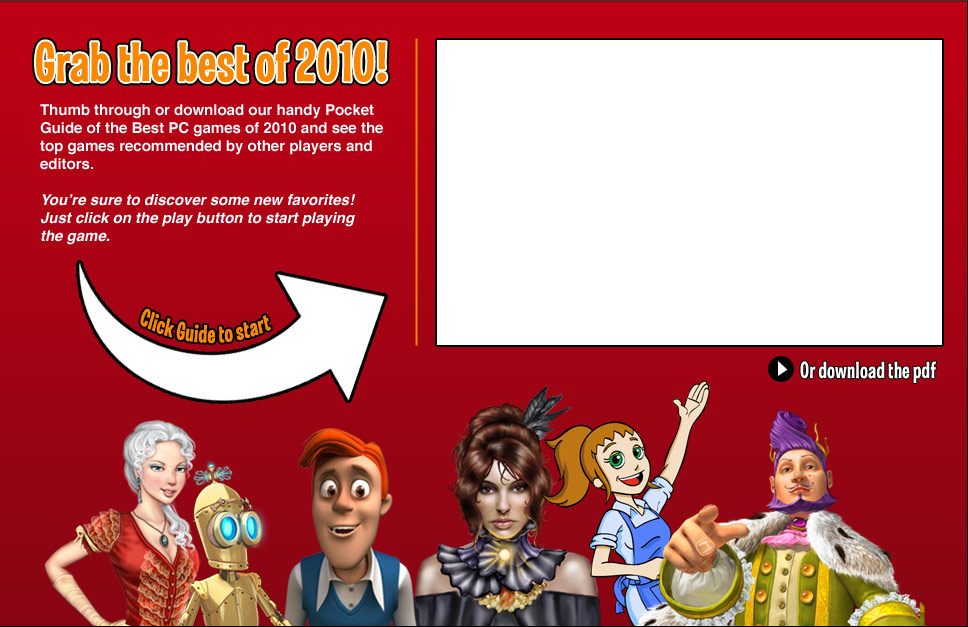 Grab the best of 2010!
Thumb through or download our handy Pocket
Guide of the Best PC games of 2010 and see the
top games recommended by other players and
editors.
You're sure to discover some new favorites!
Just click on the play button to start playing
the game.
Click Guide to start
Or download the pdf